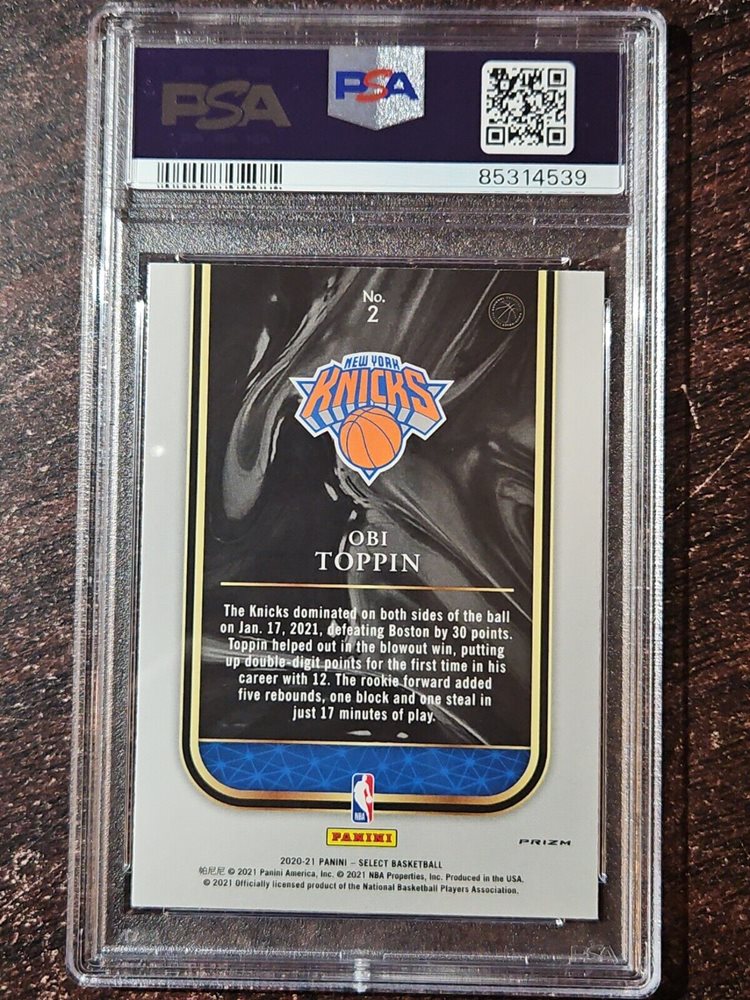 PSA
PSA
85314539
No.
2
NEW YORK
KNICKS
OBI
TOPPIN
The Knicks dominated on both sides of the ball
on Jan. 17, 2021, defeating Boston by 30 points.
Toppin helped out in the blowout win, putting
up double-digit points for the first time in his
career with 12. The rookie forward added
five rebounds, one block and one steal in
just 17 minutes of play.
NBA
PANINI
PRIZM
2020-21 PANINI – SELECT BASKETBALL
帕尼尼 © 2021 Panini America, Inc. © 2021 NBA Properties, Inc. Produced in the USA.
© 2021 Officially licensed product of the National Basketball Players Association.
PSA